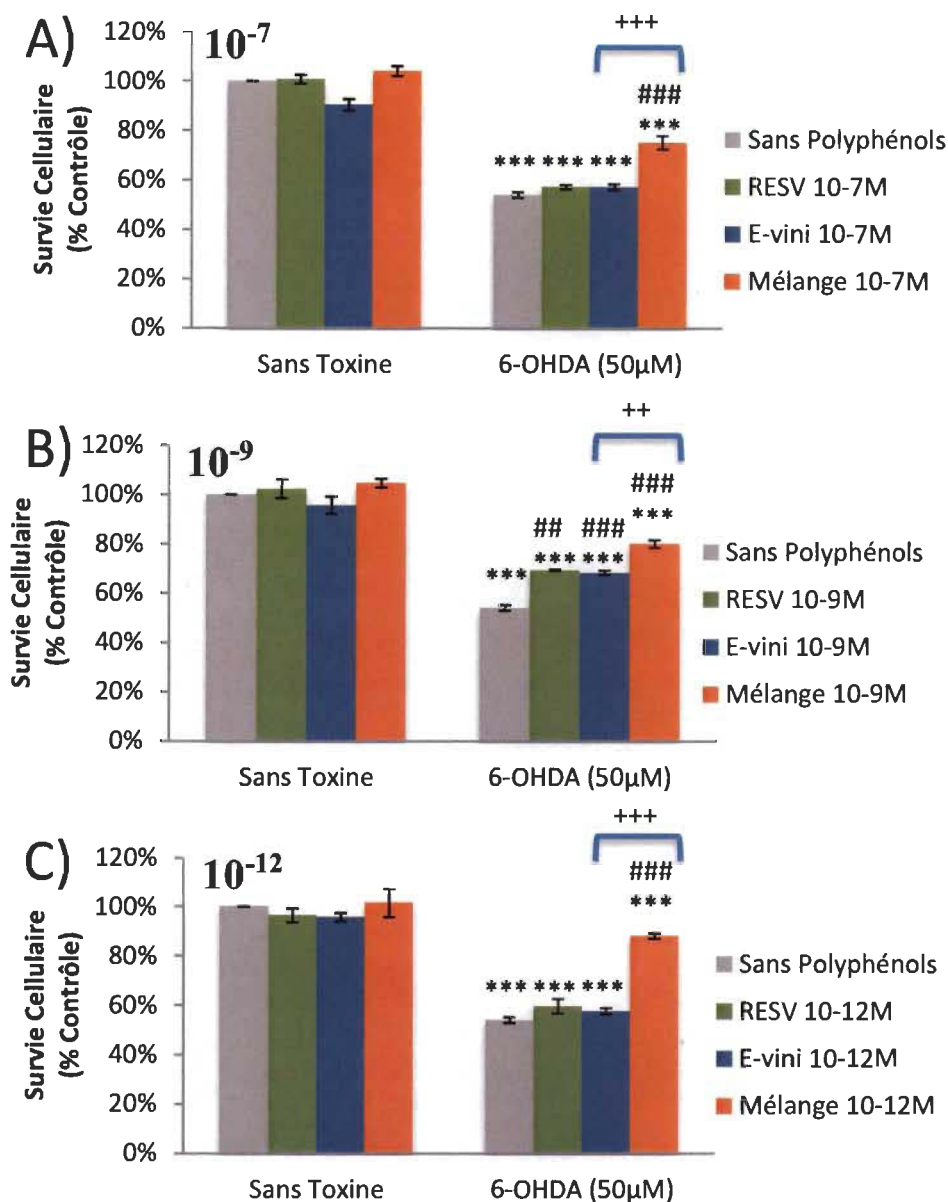 A)
10-7
+++
120%
100%
80%
60%
40%
20%
0%
Survie Cellulaire
(% Contrôle)
###
*** *** *** ***
Sans Polyphénols
RESV 10-7M
E-vini 10-7M
Mélange 10-7M
Sans Toxine
6-OHDA (50µM)
B)
10-9
++
120%
100%
80%
60%
40%
20%
0%
Survie Cellulaire
(% Contrôle)
## ### ###
*** *** *** ***
Sans Polyphénols
RESV 10-9M
E-vini 10-9M
Mélange 10-9M
Sans Toxine
6-OHDA (50µM)
C)
10-12
+++
120%
100%
80%
60%
40%
20%
0%
Survie Cellulaire
(% Contrôle)
###
*** *** *** ***
Sans Polyphénols
RESV 10-12M
E-vini 10-12M
Mélange 10-12M
Sans Toxine
6-OHDA (50µM)